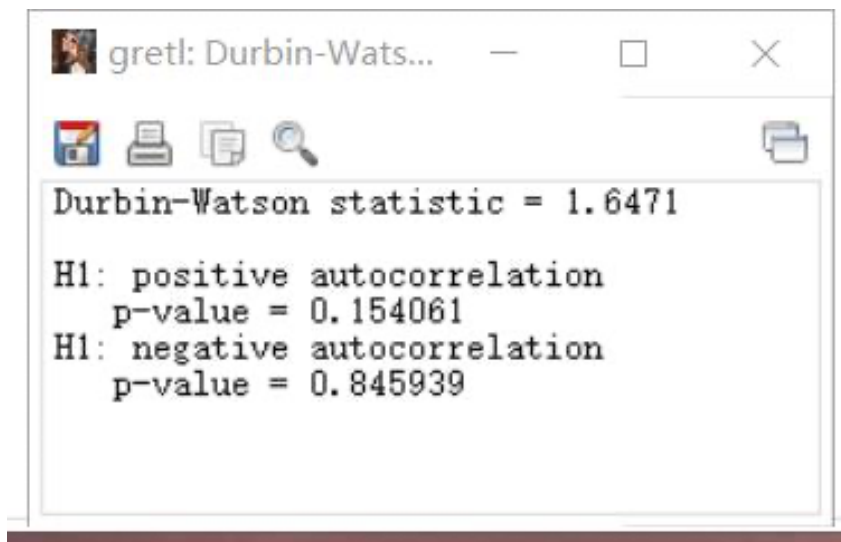 gretl: Durbin-Wats...
Durbin-Watson statistic = 1.6471
H1: positive autocorrelation
p-value = 0.154061
H1: negative autocorrelation
p-value = 0.845939